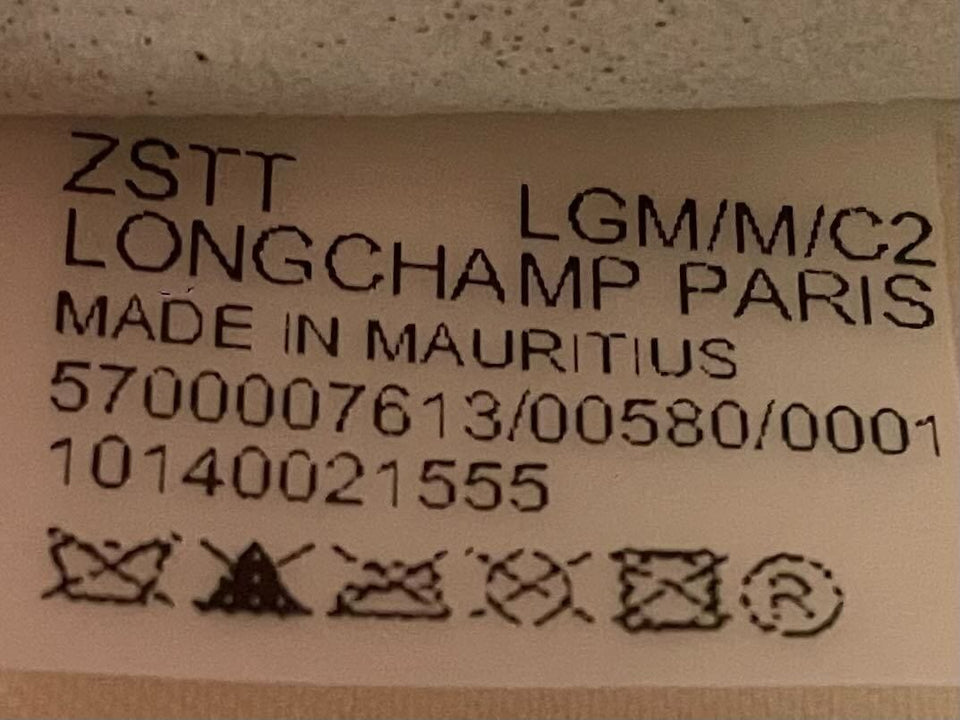 ZSTT
LGM/M/C2
LONGCHAMP PARIS
MADE IN MAURITIUS
5700007613/00580/0001
10140021555
R